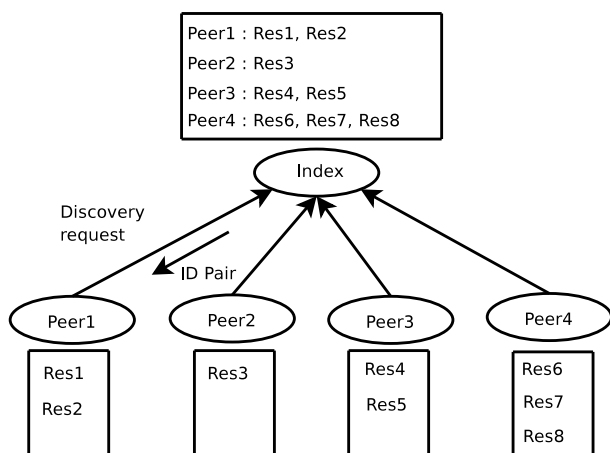 Peer1 : Res1, Res2
Peer2 : Res3
Peer3 : Res4, Res5
Peer4 : Res6, Res7, Res8
Index
Discovery
request
ID Pair
Peer1
Peer2
Peer3
Peer4
Res1
Res2
Res3
Res4
Res5
Res6
Res7
Res8